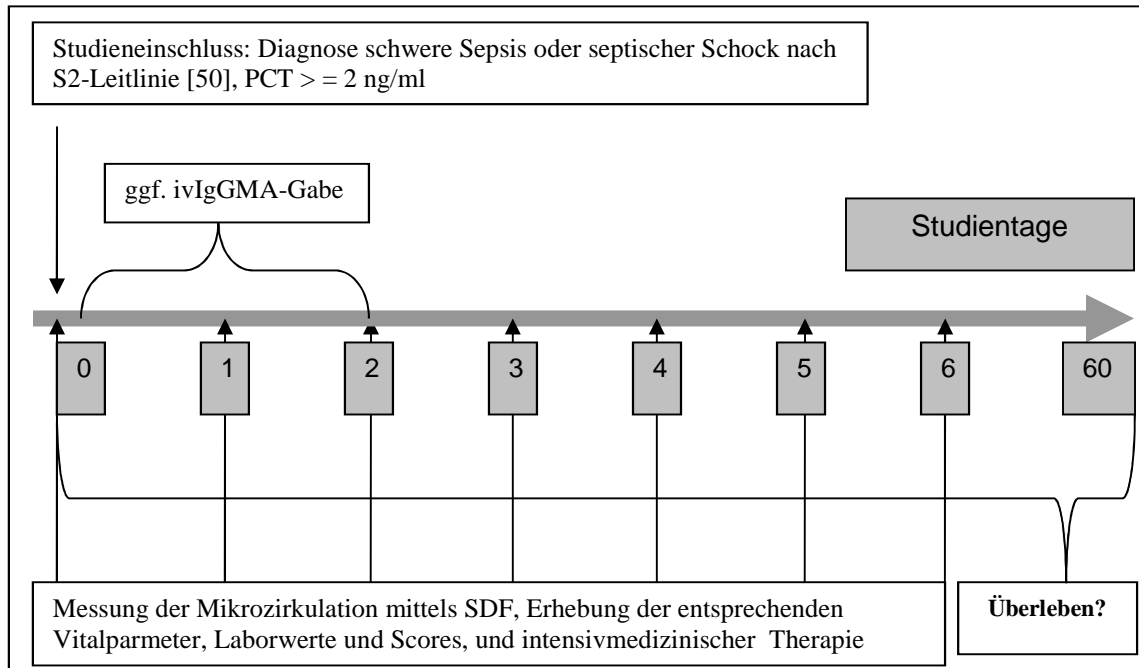 Studieneinschluss: Diagnose schwere Sepsis oder septischer Schock nach
S2-Leitlinie [50], PCT > = 2 ng/ml
ggf. ivIgGMA-Gabe
Studientage
0 1 2 3 4 5 6 60
Messung der Mikrozirkulation mittels SDF, Erhebung der entsprechenden
Vitalparmeter, Laborwerte und Scores, und intensivmedizinischer Therapie
Überleben?